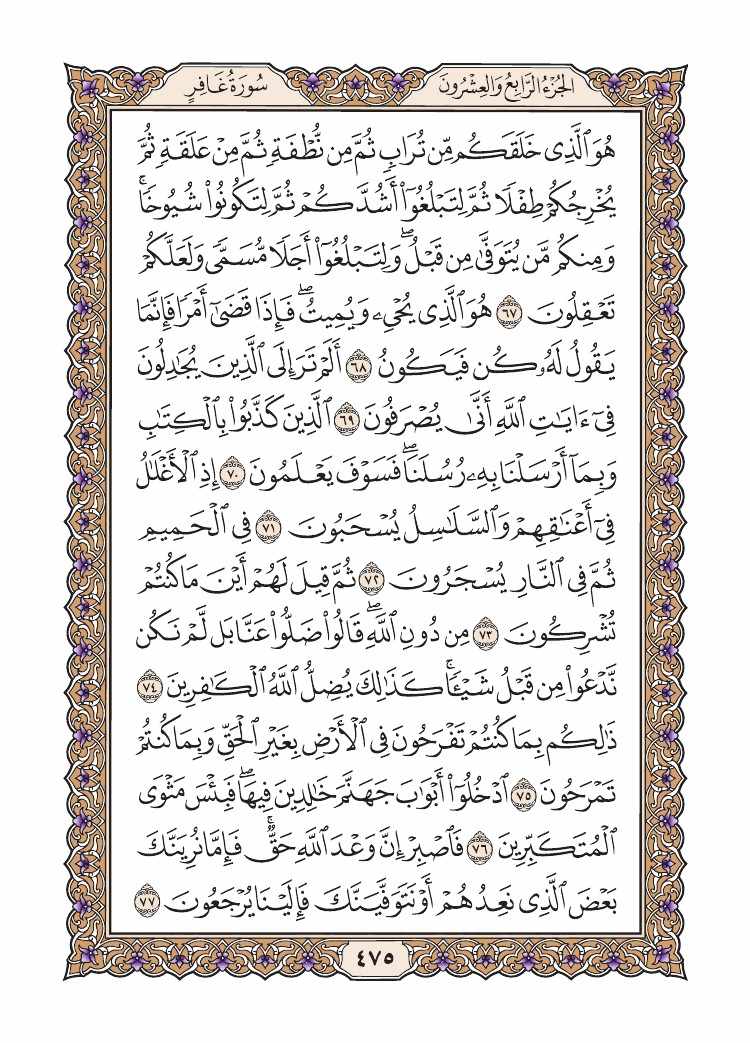 الجُزْءُ الرَّابِعُ وَالعِشْرُونَ
سُورَةُ غَافِرٍ
هُوَ ٱلَّذِى خَلَقَكُم مِّن تُرَابٍ ثُمَّ مِن نُّطْفَةٍ ثُمَّ مِنْ عَلَقَةٍ ثُمَّ
يُخْرِجُكُمْ طِفْلًا ثُمَّ لِتَبْلُغُوٓا۟ أَشُدَّكُمْ ثُمَّ لِتَكُونُوا۟ شُيُوخًا ۚ
وَمِنكُم مَّن يُتَوَفَّىٰ مِن قَبْلُ ۖ وَلِتَبْلُغُوٓا۟ أَجَلًا مُّسَمًّى وَلَعَلَّكُمْ
تَعْقِلُونَ ٦٧ هُوَ ٱلَّذِى يُحْىِۦ وَيُمِيتُ ۖ فَإِذَا قَضَىٰٓ أَمْرًا فَإِنَّمَا
يَقُولُ لَهُۥ كُن فَيَكُونُ ٦٨ أَلَمْ تَرَ إِلَى ٱلَّذِينَ يُجَـٰدِلُونَ
فِىٓ ءَايَـٰتِ ٱللَّهِ أَنَّىٰ يُصْرَفُونَ ٦٩ ٱلَّذِينَ كَذَّبُوا۟ بِٱلْكِتَـٰبِ
وَبِمَآ أَرْسَلْنَا بِهِۦ رُسُلَنَا ۖ فَسَوْفَ يَعْلَمُونَ ٧٠ إِذِ ٱلْأَغْلَـٰلُ
فِىٓ أَعْنَـٰقِهِمْ وَٱلسَّلَـٰسِلُ يُسْحَبُونَ ٧١ فِى ٱلْحَمِيمِ
ثُمَّ فِى ٱلنَّارِ يُسْجَرُونَ ٧٢ ثُمَّ قِيلَ لَهُمْ أَيْنَ مَا كُنتُمْ
تُشْرِكُونَ ٧٣ مِن دُونِ ٱللَّهِ ۖ قَالُوا۟ ضَلُّوا۟ عَنَّا بَل لَّمْ نَكُن
نَّدْعُوا۟ مِن قَبْلُ شَيْـًٔا ۚ كَذَٰلِكَ يُضِلُّ ٱللَّهُ ٱلْكَـٰفِرِينَ ٧٤
ذَٰلِكُم بِمَا كُنتُمْ تَفْرَحُونَ فِى ٱلْأَرْضِ بِغَيْرِ ٱلْحَقِّ وَبِمَا كُنتُمْ
تَمْرَحُونَ ٧٥ ٱدْخُلُوٓا۟ أَبْوَٰبَ جَهَنَّمَ خَـٰلِدِينَ فِيهَا ۖ فَبِئْسَ مَثْوَى
ٱلْمُتَكَبِّرِينَ ٧٦ فَٱصْبِرْ إِنَّ وَعْدَ ٱللَّهِ حَقٌّ ۚ فَإِمَّا نُرِيَنَّكَ
بَعْضَ ٱلَّذِى نَعِدُهُمْ أَوْ نَتَوَفَّيَنَّكَ فَإِلَيْنَا يُرْجَعُونَ ٧٧
٤٧٥